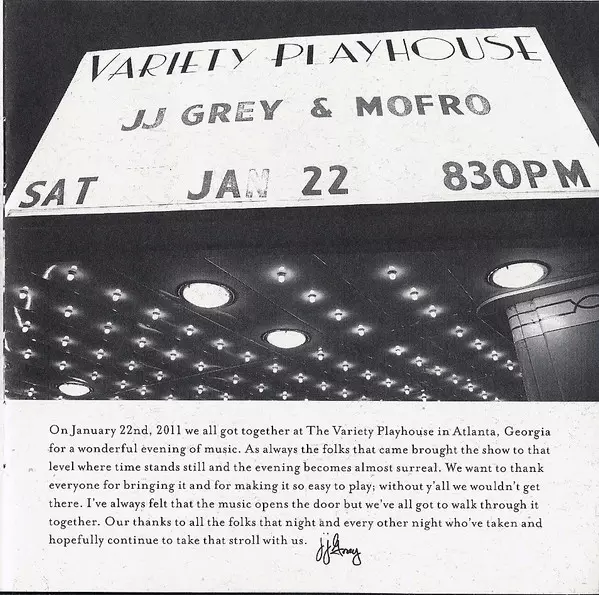 VARIETY PLAYHOUSE
JJ GREY & MOFRO
SAT JAN 22 830PM
On January 22nd, 2011 we all got together at The Variety Playhouse in Atlanta, Georgia
for a wonderful evening of music. As always the folks that came brought the show to that
level where time stands still and the evening becomes almost surreal. We want to thank
everyone for bringing it and for making it so easy to play; without y'all we wouldn't get
there. I've always felt that the music opens the door but we've all got to walk through it
together. Our thanks to all the folks that night and every other night who've taken and
hopefully continue to take that stroll with us. jj Grey